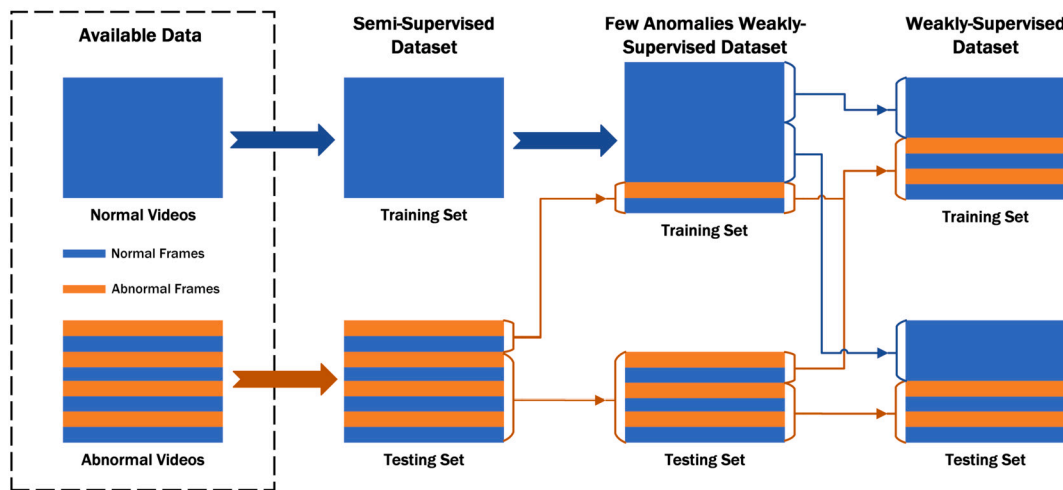 Available Data
Semi-Supervised
Dataset
Few Anomalies Weakly-
Supervised Dataset
Weakly-Supervised
Dataset
Normal Videos
Training Set
Training Set
Training Set
Normal Frames
Abnormal Frames
Abnormal Videos
Testing Set
Testing Set
Testing Set